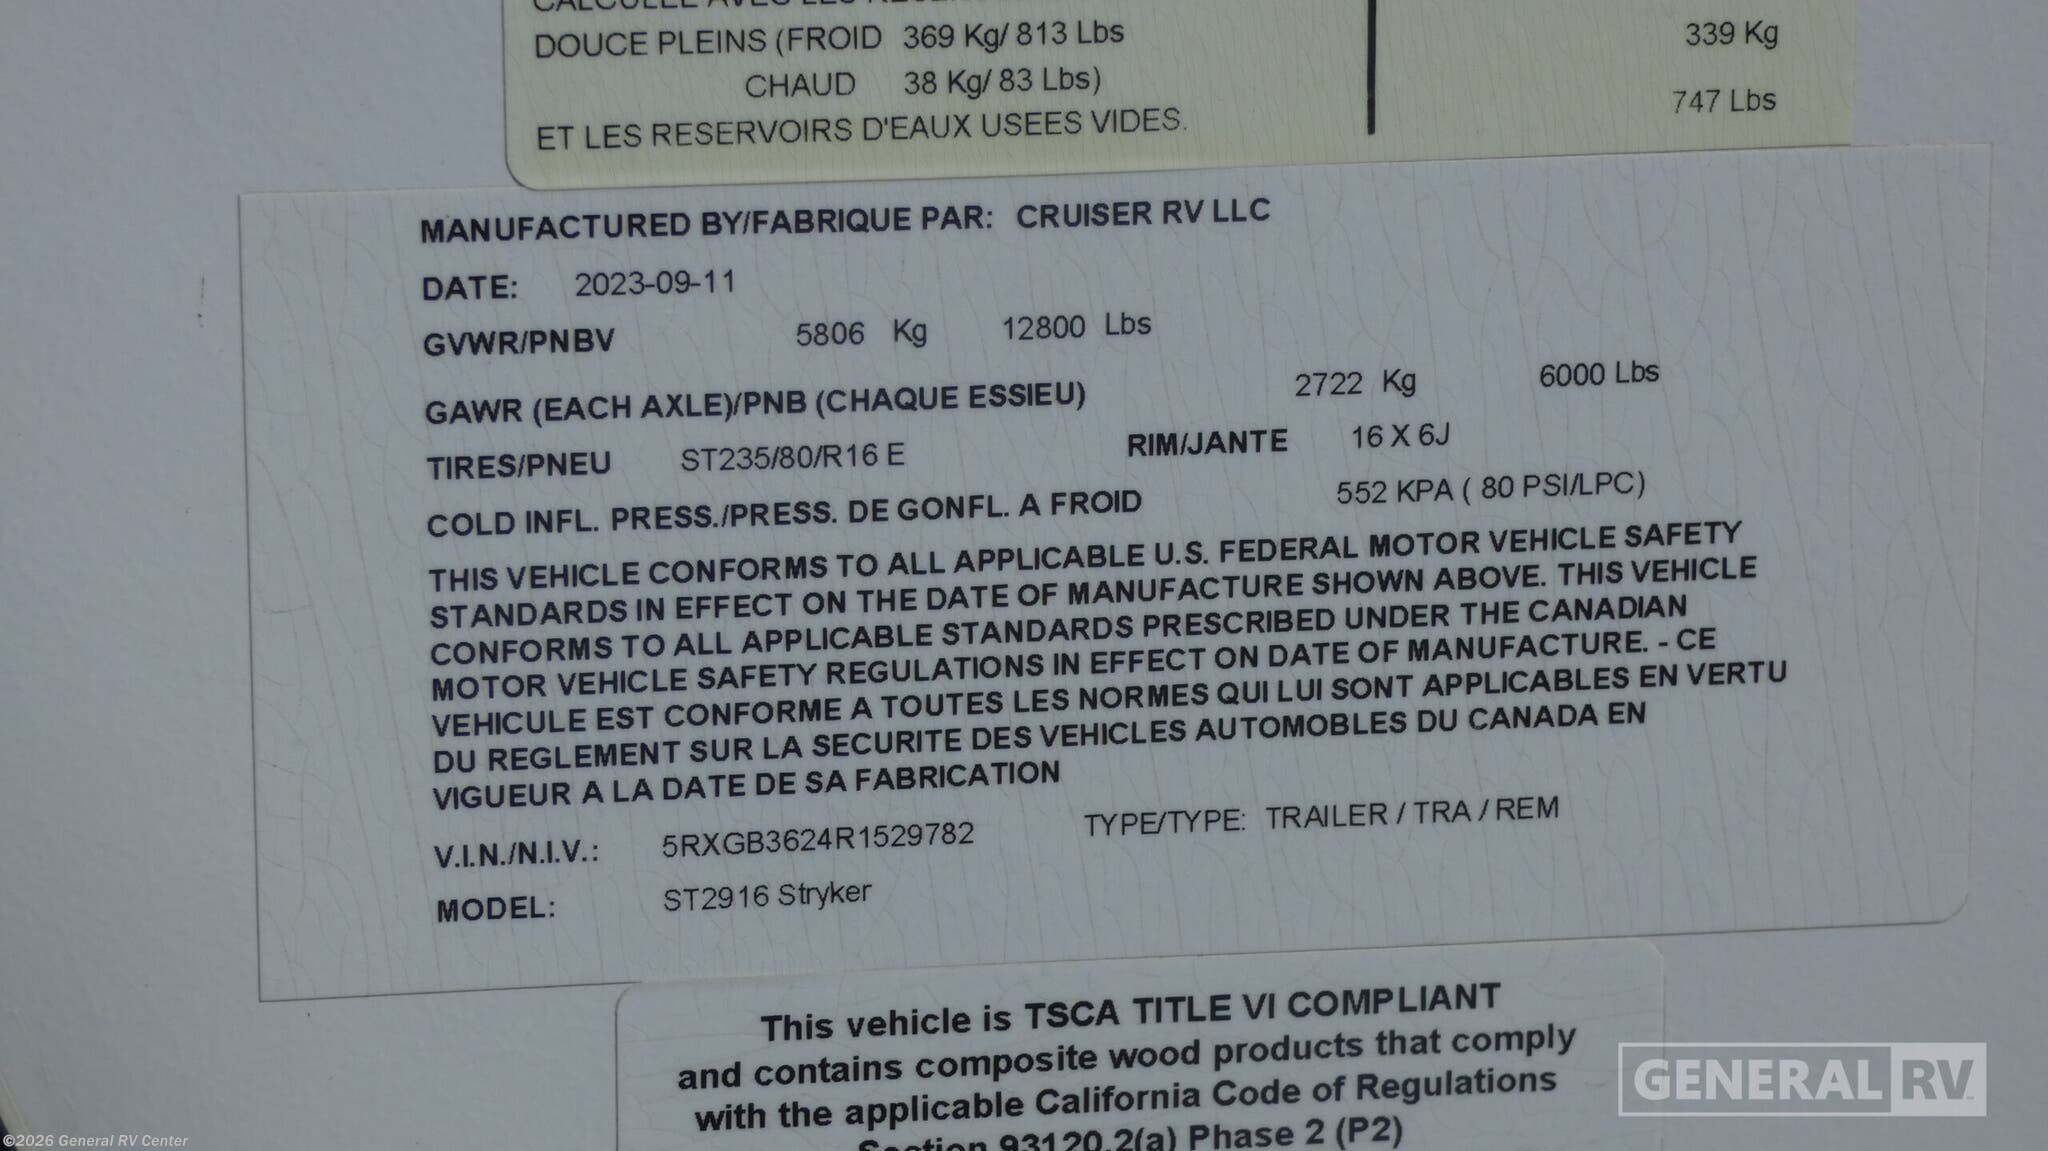 DOUCE PLEINS (FROID 369 Kg/ 813 Lbs
339 Kg
CHAUD 38 Kg/ 83 Lbs)
747 Lbs
ET LES RESERVOIRS D'EAUX USEES VIDES.
MANUFACTURED BY/FABRIQUE PAR: CRUISER RV LLC
DATE: 2023-09-11
GVWR/PNBV 5806 Kg 12800 Lbs
GAWR (EACH AXLE)/PNB (CHAQUE ESSIEU) 2722 Kg 6000 Lbs
TIRES/PNEU ST235/80/R16 E RIM/JANTE 16 X 6J
COLD INFL. PRESS./PRESS. DE GONFL. A FROID 552 KPA ( 80 PSI/LPC)
THIS VEHICLE CONFORMS TO ALL APPLICABLE U.S. FEDERAL MOTOR VEHICLE SAFETY
STANDARDS IN EFFECT ON THE DATE OF MANUFACTURE SHOWN ABOVE. THIS VEHICLE
CONFORMS TO ALL APPLICABLE STANDARDS PRESCRIBED UNDER THE CANADIAN
MOTOR VEHICLE SAFETY REGULATIONS IN EFFECT ON DATE OF MANUFACTURE. - CE
VEHICULE EST CONFORME A TOUTES LES NORMES QUI LUI SONT APPLICABLES EN VERTU
DU REGLEMENT SUR LA SECURITE DES VEHICLES AUTOMOBLES DU CANADA EN
VIGUEUR A LA DATE DE SA FABRICATION
V.I.N./N.I.V.: 5RXGB3624R1529782 TYPE/TYPE: TRAILER / TRA / REM
MODEL: ST2916 Stryker
This vehicle is TSCA TITLE VI COMPLIANT
and contains composite wood products that comply
with the applicable California Code of Regulations
Section 93120.2(a) Phase 2 (P2)
GENERAL RV
©2026 General RV Center